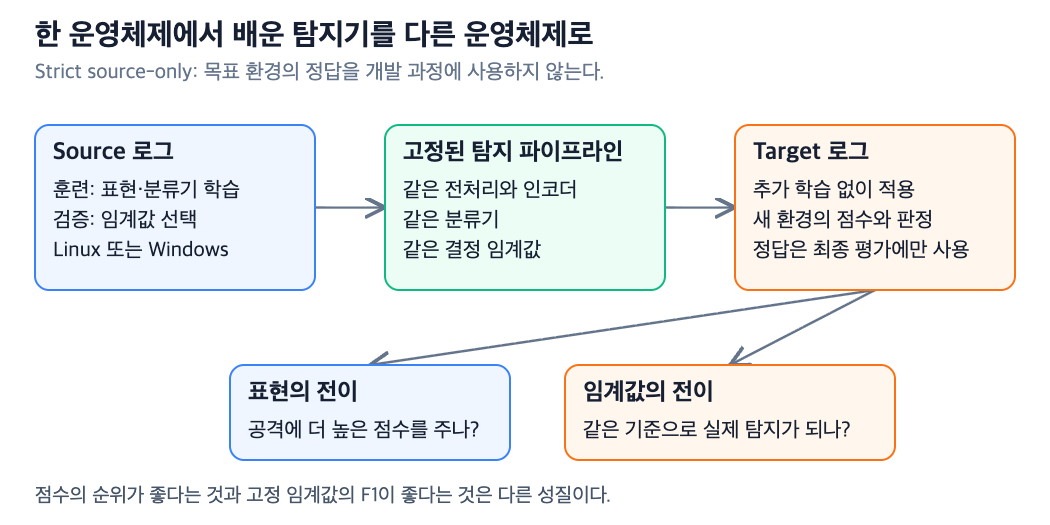 한 운영체제에서 배운 탐지기를 다른 운영체제로
Strict source-only: 목표 환경의 정답을 개발 과정에 사용하지 않는다.
Source 로그
훈련: 표현·분류기 학습
검증: 임계값 선택
Linux 또는 Windows
고정된 탐지 파이프라인
같은 전처리와 인코더
같은 분류기
같은 결정 임계값
Target 로그
추가 학습 없이 적용
새 환경의 점수와 판정
정답은 최종 평가에만 사용
표현의 전이
공격에 더 높은 점수를 주나?
임계값의 전이
같은 기준으로 실제 탐지가 되나?
점수의 순위가 좋다는 것과 고정 임계값의 F1이 좋다는 것은 다른 성질이다.